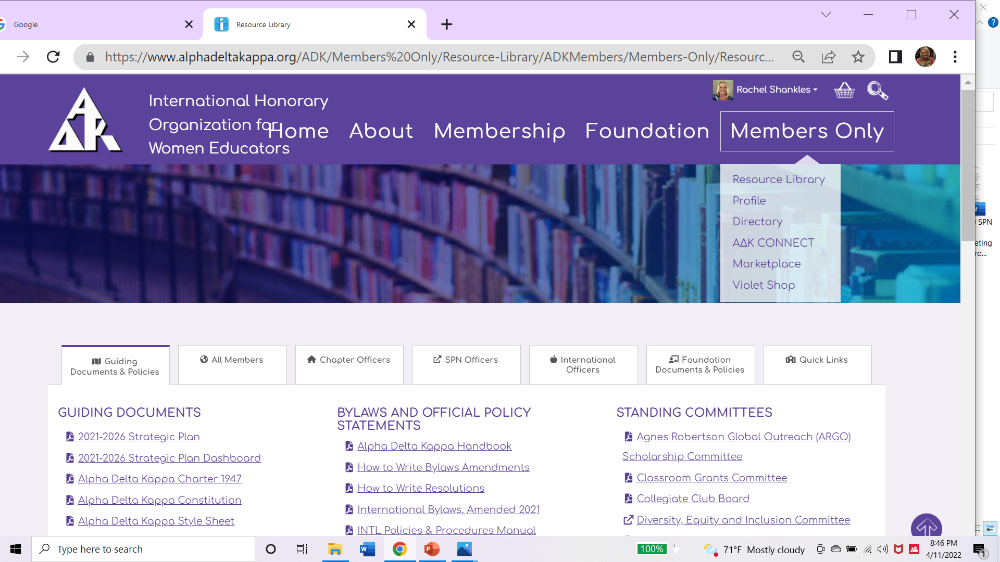 Google
Resource Library
https://www.alphadeltakappa.org/ADK/Members%20Only/Resource-Library/ADKMembers/Members-Only/Resourc...
?
Rachel Shankles
ΑΔΚ
International Honorary
Organization for
Women Educators
Home About Membership Foundation Members Only
Resource Library
Profile
Directory
ΑΔΚ CONNECT
Marketplace
Violet Shop
SPN
eting
ro...
Guiding
Documents & Policies
All Members
Chapter Officers
SPN Officers
International
Officers
Foundation
Documents & Policies
Quick Links
GUIDING DOCUMENTS
2021-2026 Strategic Plan
2021-2026 Strategic Plan Dashboard
Alpha Delta Kappa Charter 1947
Alpha Delta Kappa Constitution
Alpha Delta Kappa Style Sheet
BYLAWS AND OFFICIAL POLICY
STATEMENTS
Alpha Delta Kappa Handbook
How to Write Bylaws Amendments
How to Write Resolutions
International Bylaws, Amended 2021
INTL Policies & Procedures Manual
STANDING COMMITTEES
Agnes Robertson Global Outreach (ARGO)
Scholarship Committee
Classroom Grants Committee
Collegiate Club Board
Diversity, Equity and Inclusion Committee
Type here to search
100%
71°F Mostly cloudy
8:46 PM
4/11/2022
1